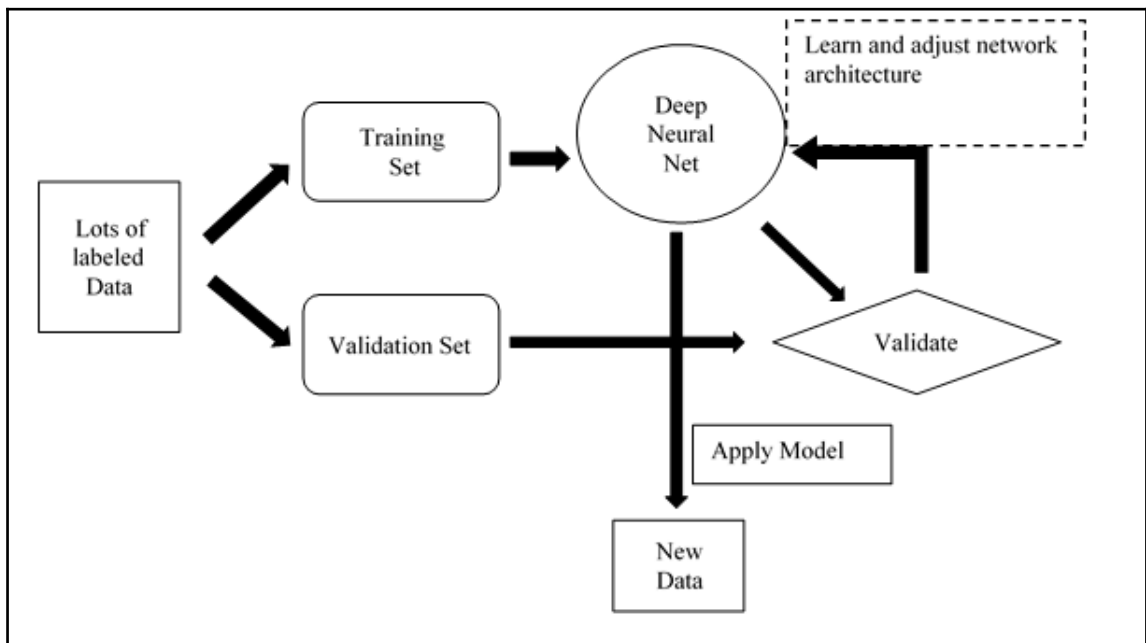 Lots of
labeled
Data
Training
Set
Validation Set
Deep
Neural
Net
Learn and adjust network
architecture
Validate
Apply Model
New
Data